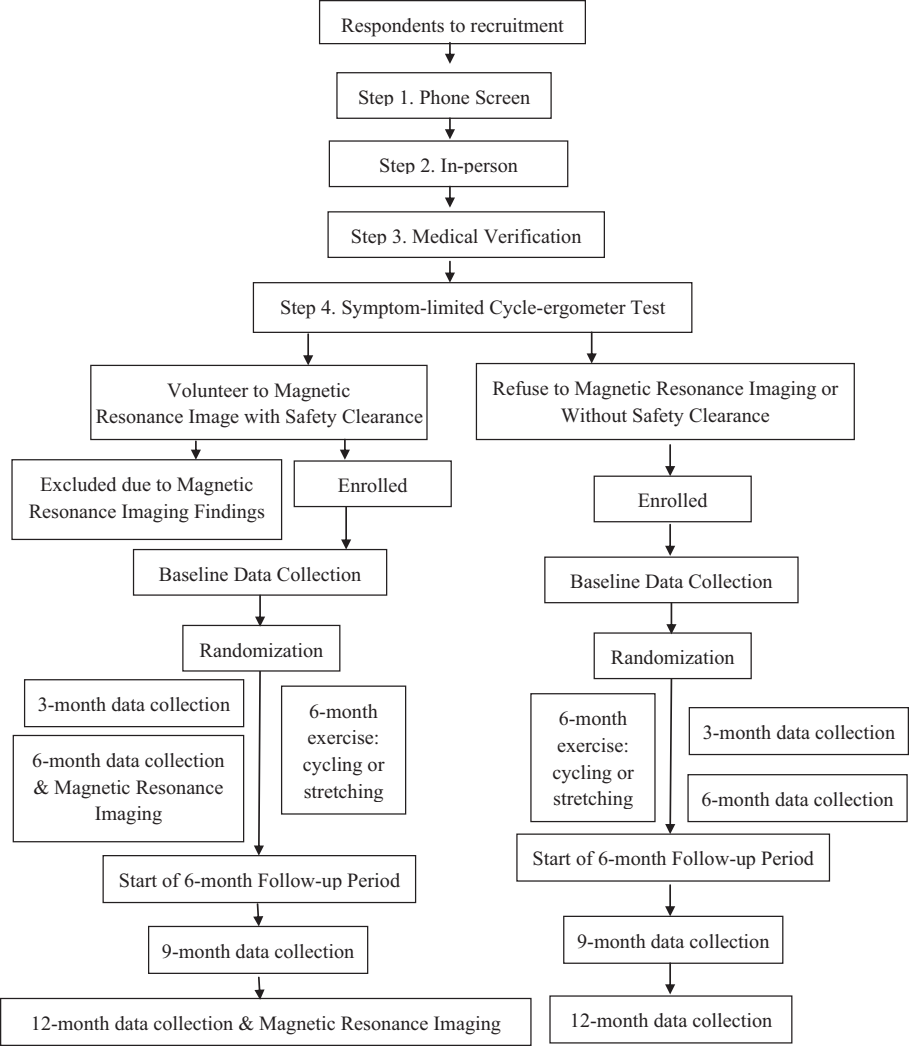 Respondents to recruitment
Step 1. Phone Screen
Step 2. In-person
Step 3. Medical Verification
Step 4. Symptom-limited Cycle-ergometer Test
Volunteer to Magnetic
Resonance Image with Safety Clearance
Refuse to Magnetic Resonance Imaging or
Without Safety Clearance
Excluded due to Magnetic
Resonance Imaging Findings
Enrolled
Enrolled
Baseline Data Collection
Baseline Data Collection
Randomization
Randomization
3-month data collection
6-month data collection
& Magnetic Resonance
Imaging
6-month
exercise:
cycling or
stretching
6-month
exercise:
cycling or
stretching
3-month data collection
6-month data collection
Start of 6-month Follow-up Period
Start of 6-month Follow-up Period
9-month data collection
9-month data collection
12-month data collection & Magnetic Resonance Imaging
12-month data collection